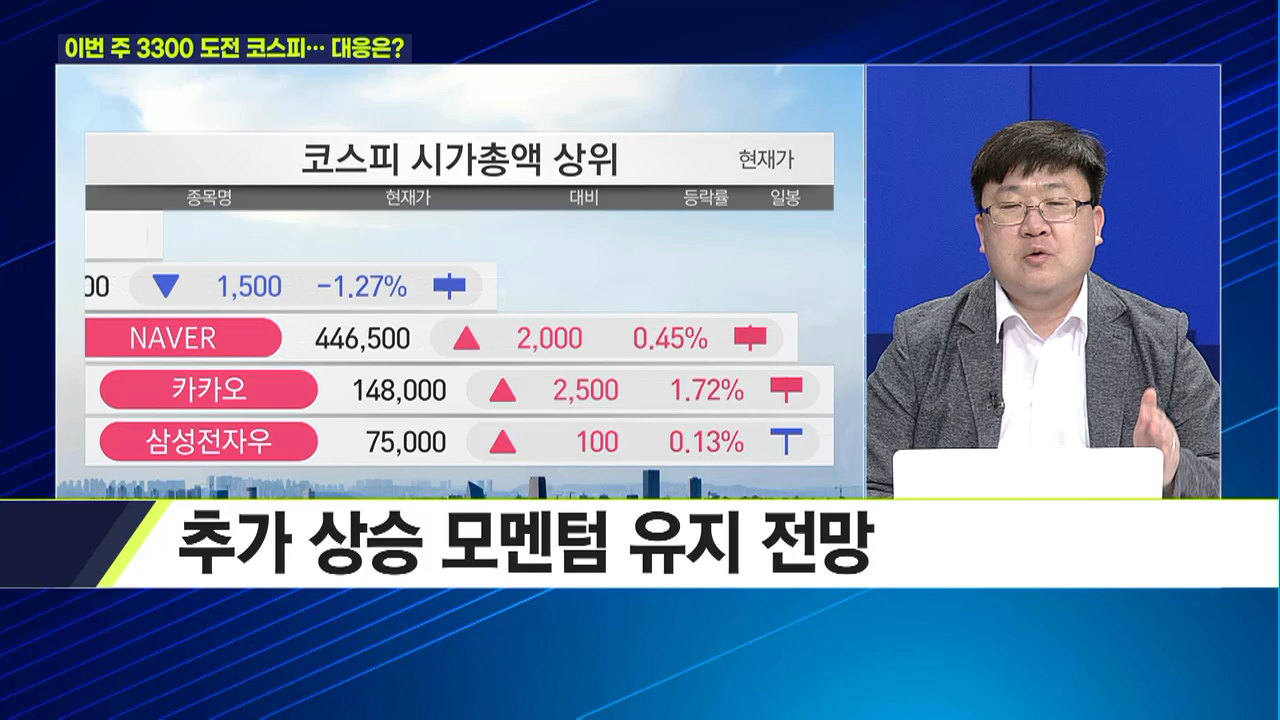 이번 주 3300 도전 코스피… 대응은?
코스피 시가총액 상위 현재가
종목명 현재가 대비 등락률 일봉
00 ▼ 1,500 -1.27%
NAVER 446,500 ▲ 2,000 0.45%
카카오 148,000 ▲ 2,500 1.72%
삼성전자우 75,000 ▲ 100 0.13%
추가 상승 모멘텀 유지 전망